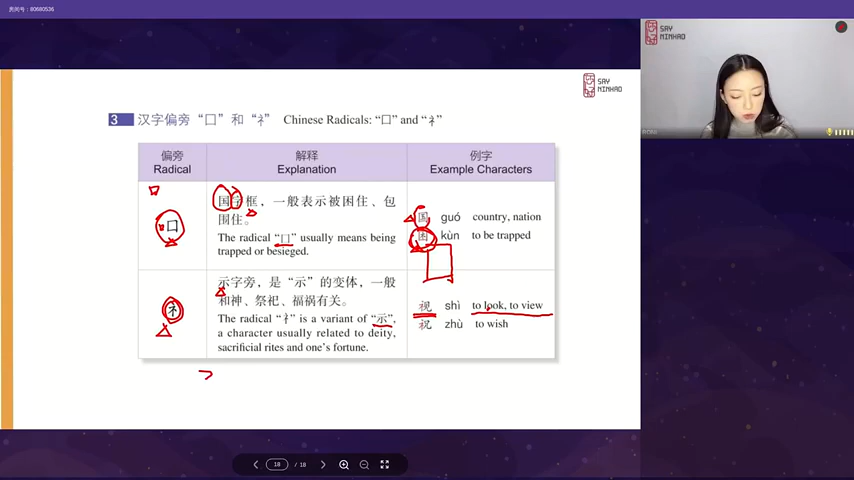 房间号：80680536
SAY
NINHAO
SAY
NINHAO
3 汉字偏旁“囗”和“礻” Chinese Radicals: “囗” and “礻”
偏旁
Radical
解释
Explanation
例字
Example Characters
囗
国字框，一般表示被困住、包
围住。
The radical “囗” usually means being
trapped or besieged.
国 guó country, nation
困 kùn to be trapped
礻
示字旁，是“示”的变体，一般
和神、祭祀、福祸有关。
The radical “礻” is a variant of “示”,
a character usually related to deity,
sacrificial rites and one’s fortune.
视 shì to look, to view
祝 zhù to wish
18 / 18